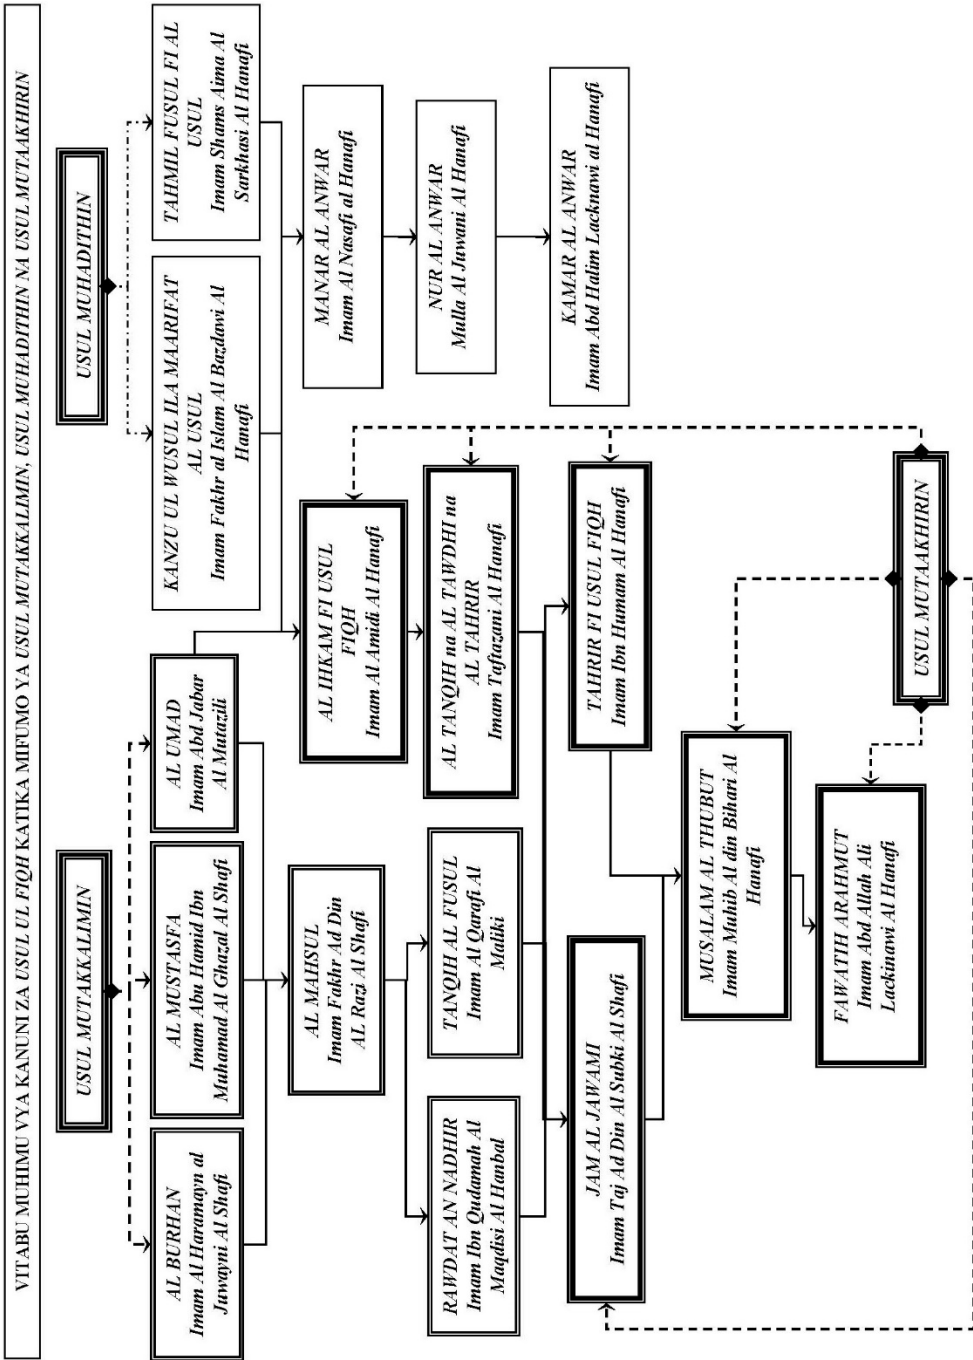 VITABU MUHIMU VYA KANUNI ZA USUL UL FIQH KATIKA MIFUMO YA USUL MUTAKKALIMIN, USUL MUHADITHIN NA USUL MUTAAKHIRIN
USUL MUTAKKALIMIN
USUL MUHADITHIN
AL BURHAN
Imam Al Haramayn al
Juwayni Al Shafi
AL MUSTASFA
Imam Abu Hamid Ibn
Muhamad Al Ghazal Al Shafi
AL UMAD
Imam Abd Jabar
Al Mutazili
KANZU UL WUSUL ILA MAARIFAT
AL USUL
Imam Fakhr al Islam Al Bazdawi Al
Hanafi
TAHMIL FUSUL FI AL
USUL
Imam Shams Aima Al
Sarkhasi Al Hanafi
AL MAHSUL
Imam Fakhr Ad Din
AL Razi Al Shafi
AL IHKAM FI USUL
FIQH
Imam Al Amidi Al Hanafi
MANAR AL ANWAR
Imam Al Nasafi al Hanafi
RAWDAT AN NADHIR
Imam Ibn Qudamah Al
Maqdisi Al Hanbal
TANQIH AL FUSUL
Imam Al Qarafi Al
Maliki
AL TANQIH na AL TAWDHI na
AL TAHRIR
Imam Taftazani Al Hanafi
NUR AL ANWAR
Mulla Al Juwani Al Hanafi
JAM AL JAWAMI
Imam Taj Ad Din Al Subki Al Shafi
TAHRIR FI USUL FIQH
Imam Ibn Humam Al Hanafi
KAMAR AL ANWAR
Imam Abd Halim Lacknawi al Hanafi
MUSALAM AL THUBUT
Imam Muhib Al din Bihari Al
Hanafi
FAWATIH ARAHMUT
Imam Abd Allah Ali
Lackinawi Al Hanafi
USUL MUTAAKHIRIN